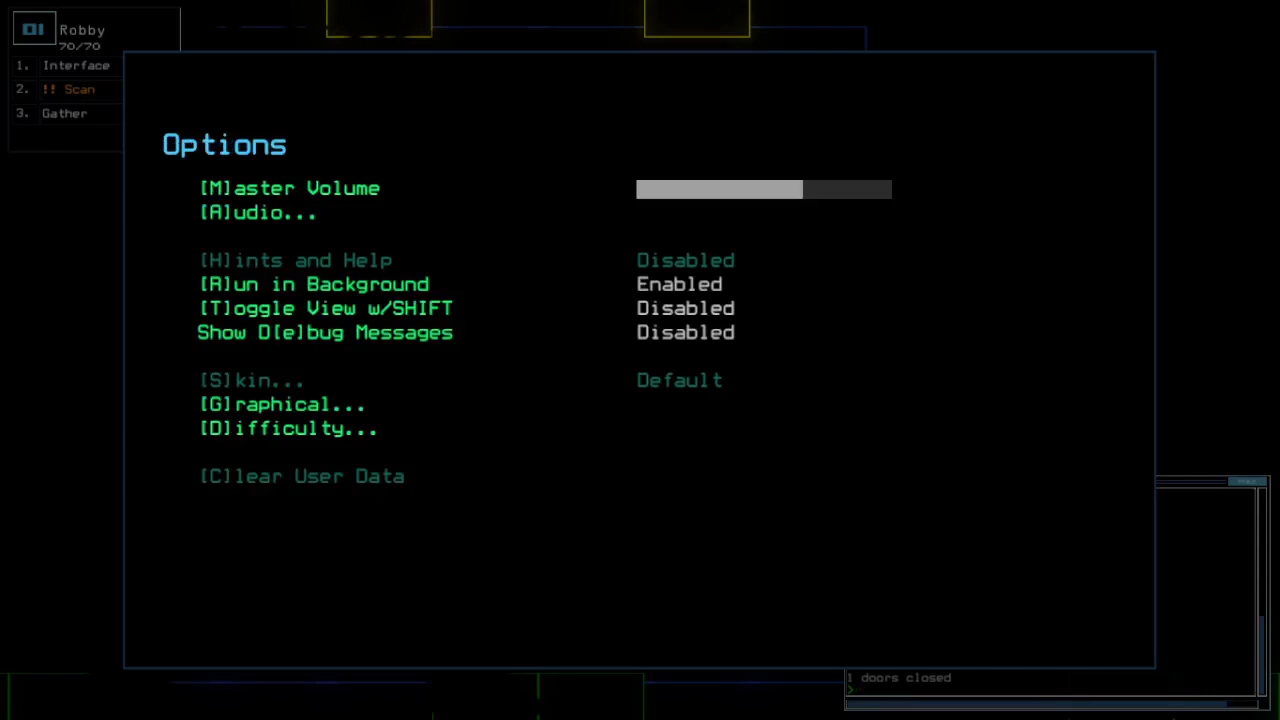 01 Robby
70/70
1. Interface
2. !! Scan
3. Gather
Options
[M]aster Volume
[A]udio...
[H]ints and Help Disabled
[R]un in Background Enabled
[T]oggle View w/SHIFT Disabled
Show D[e]bug Messages Disabled
[S]kin... Default
[G]raphical...
[D]ifficulty...
[C]lear User Data
1 doors closed
>